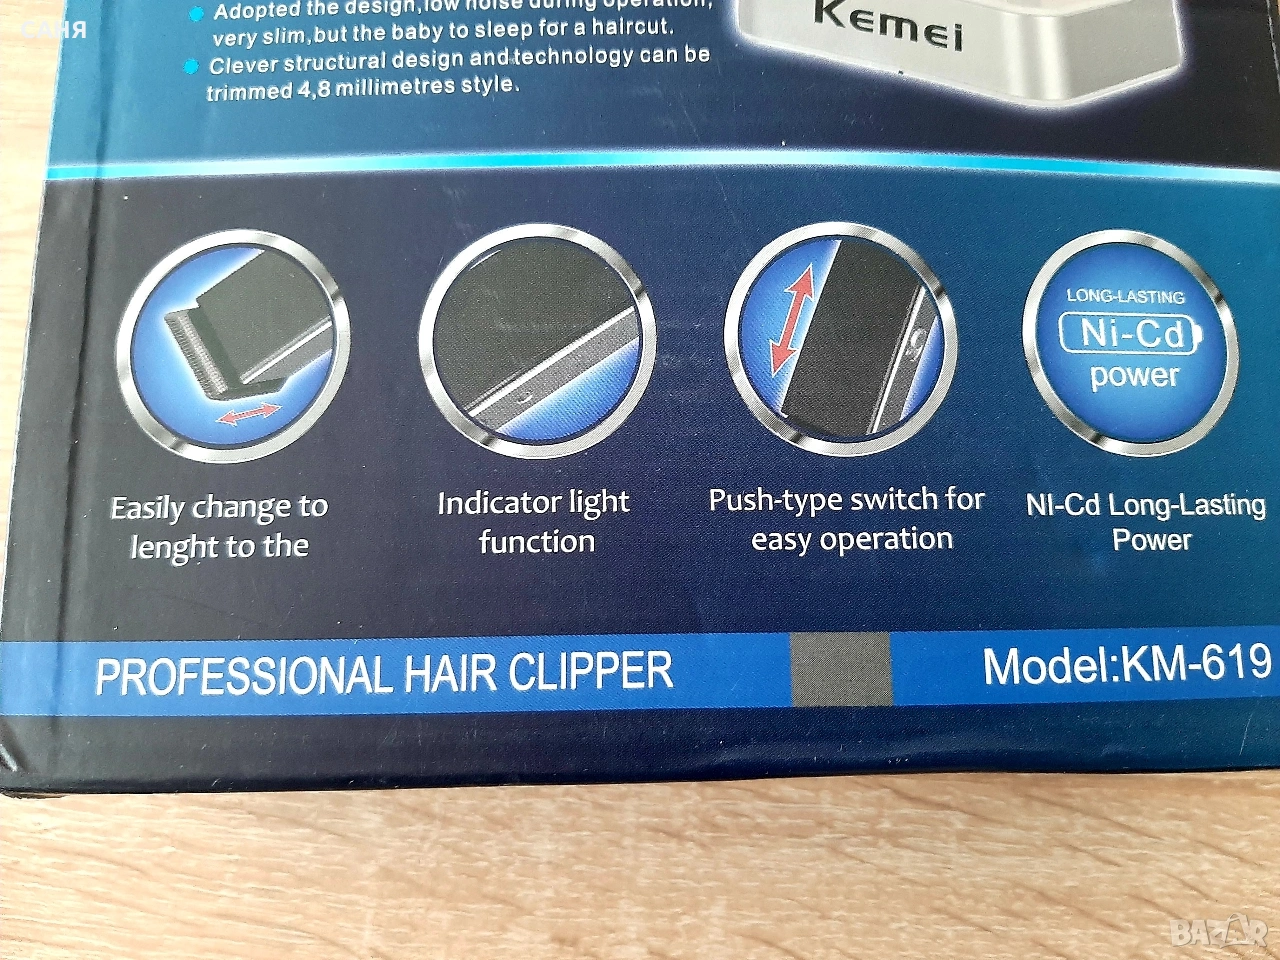 Adopted the design,low noise during operation,
very slim,but the baby to sleep for a haircut.
Clever structural design and technology can be
trimmed 4,8 millimetres style.
Kemei
САНЯ
LONG-LASTING
Ni-Cd
power
Easily change to
lenght to the
Indicator light
function
Push-type switch for
easy operation
NI-Cd Long-Lasting
Power
PROFESSIONAL HAIR CLIPPER
Model:KM-619
BAZAR